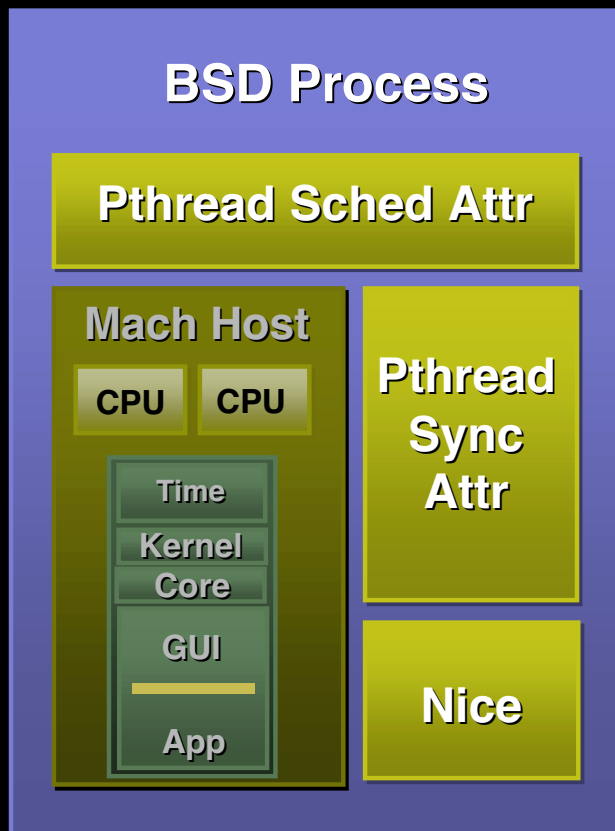 BSD Process
Pthread Sched Attr
Mach Host
CPU CPU
Time
Kernel
Core
GUI
App
Pthread
Sync
Attr
Nice